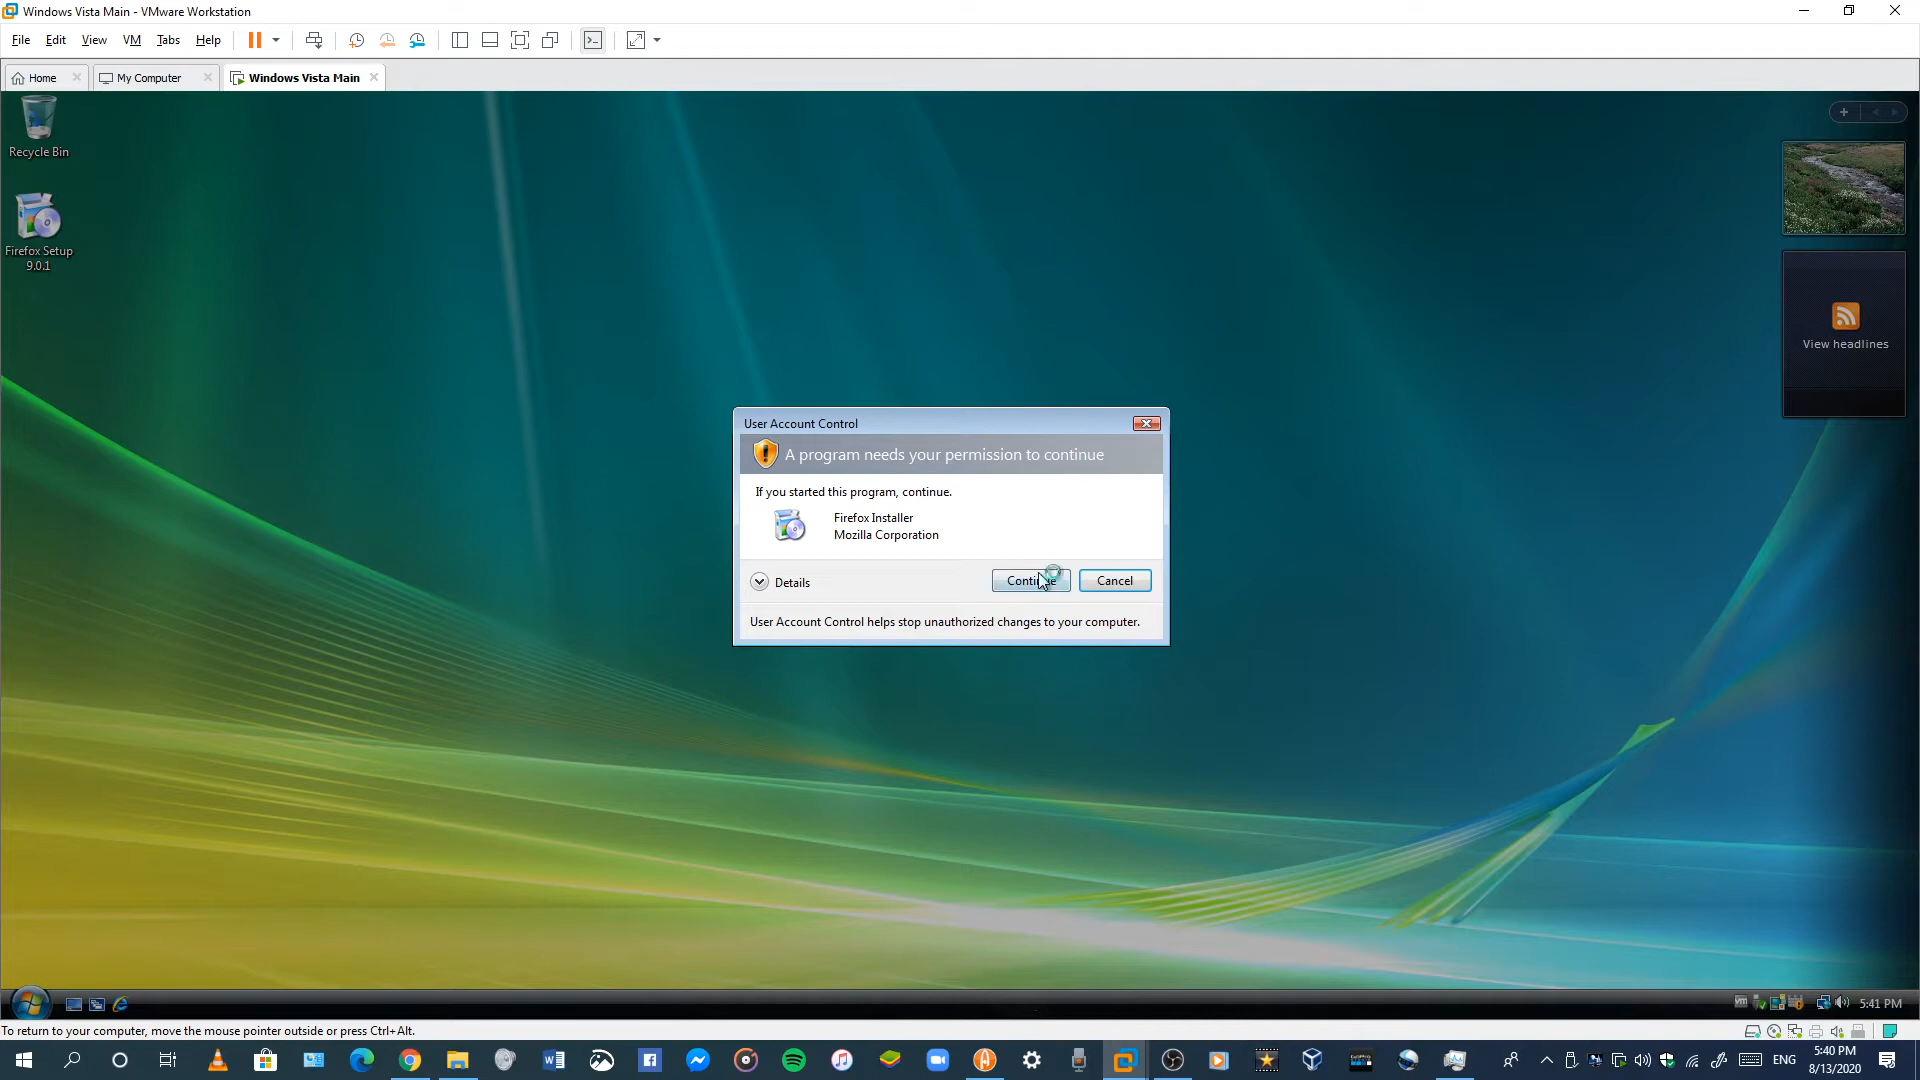 Windows Vista Main - VMware Workstation
File Edit View VM Tabs Help
Home My Computer Windows Vista Main
Recycle Bin
Firefox Setup
9.0.1
View headlines
User Account Control
A program needs your permission to continue
If you started this program, continue.
Firefox Installer
Mozilla Corporation
Details Continue Cancel
User Account Control helps stop unauthorized changes to your computer.
5:41 PM
To return to your computer, move the mouse pointer outside or press Ctrl+Alt.
ENG
5:40 PM
8/13/2020